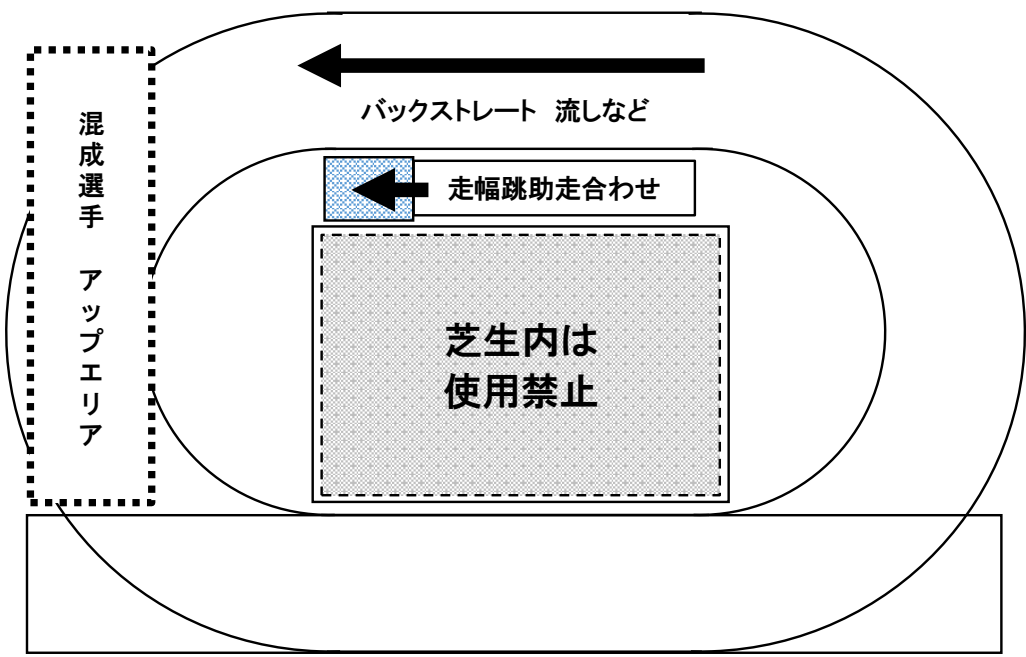 混成選手　アップエリア
バックストレート　流しなど
走幅跳助走合わせ
芝生内は
使用禁止